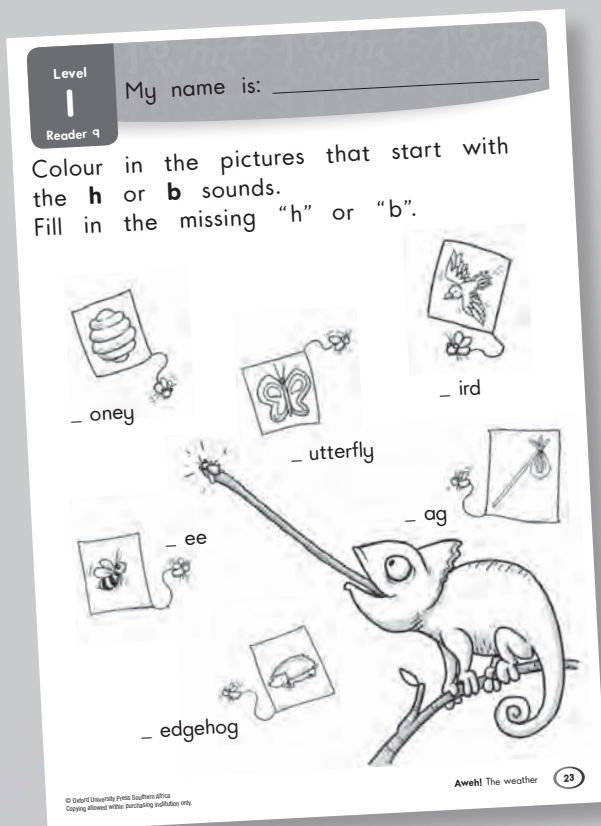 Level
1
Reader 9
My name is:
Colour in the pictures that start with
the h or b sounds.
Fill in the missing “h” or “b”.
_ oney
_ utterfly
_ ird
_ ag
_ ee
_ edgehog
© Oxford University Press Southern Africa
Copying allowed within purchasing institution only.
Aweh! The weather 23